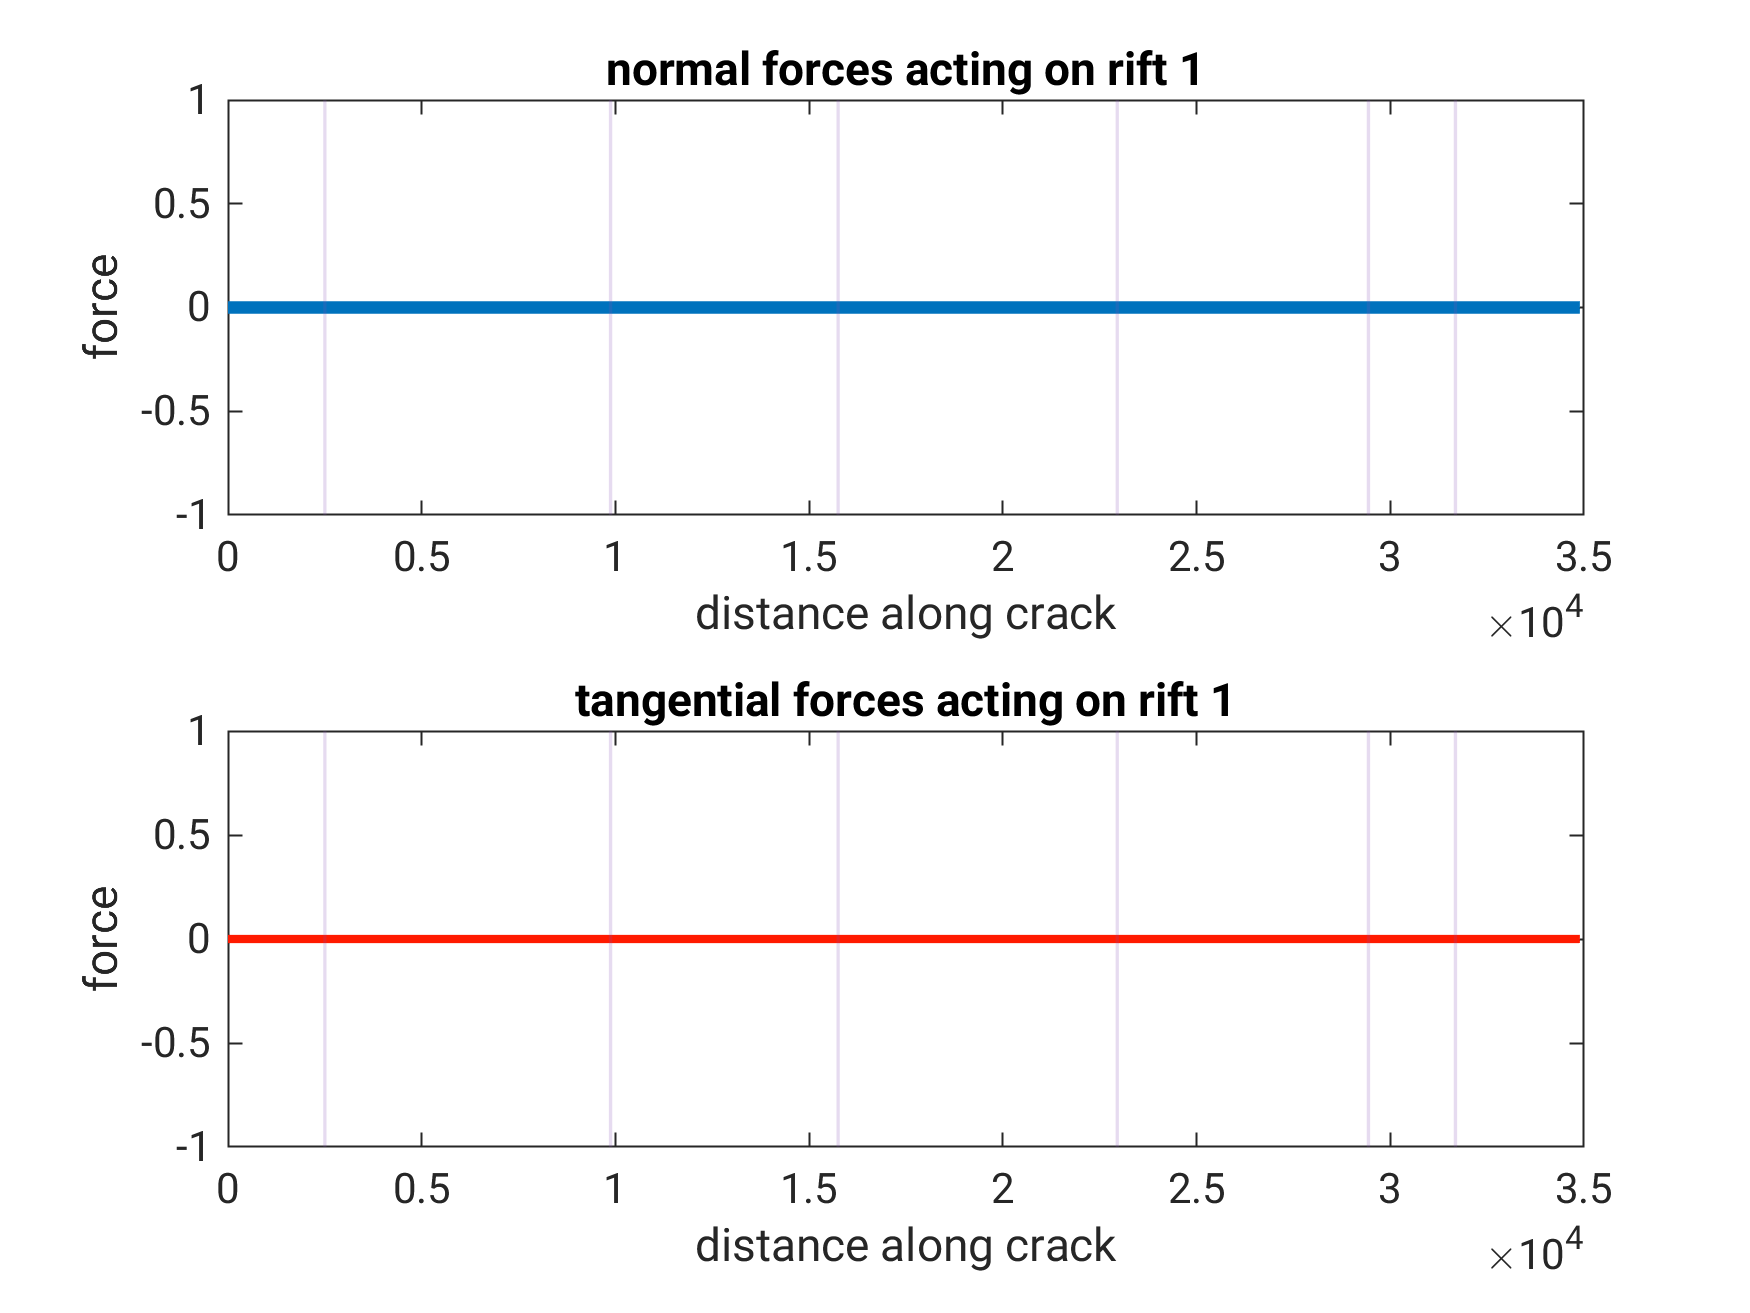 normal forces acting on rift 1
1
0.5
0
-0.5
-1
force
0 0.5 1 1.5 2 2.5 3 3.5
distance along crack
×10^4
tangential forces acting on rift 1
1
0.5
0
-0.5
-1
force
0 0.5 1 1.5 2 2.5 3 3.5
distance along crack
×10^4